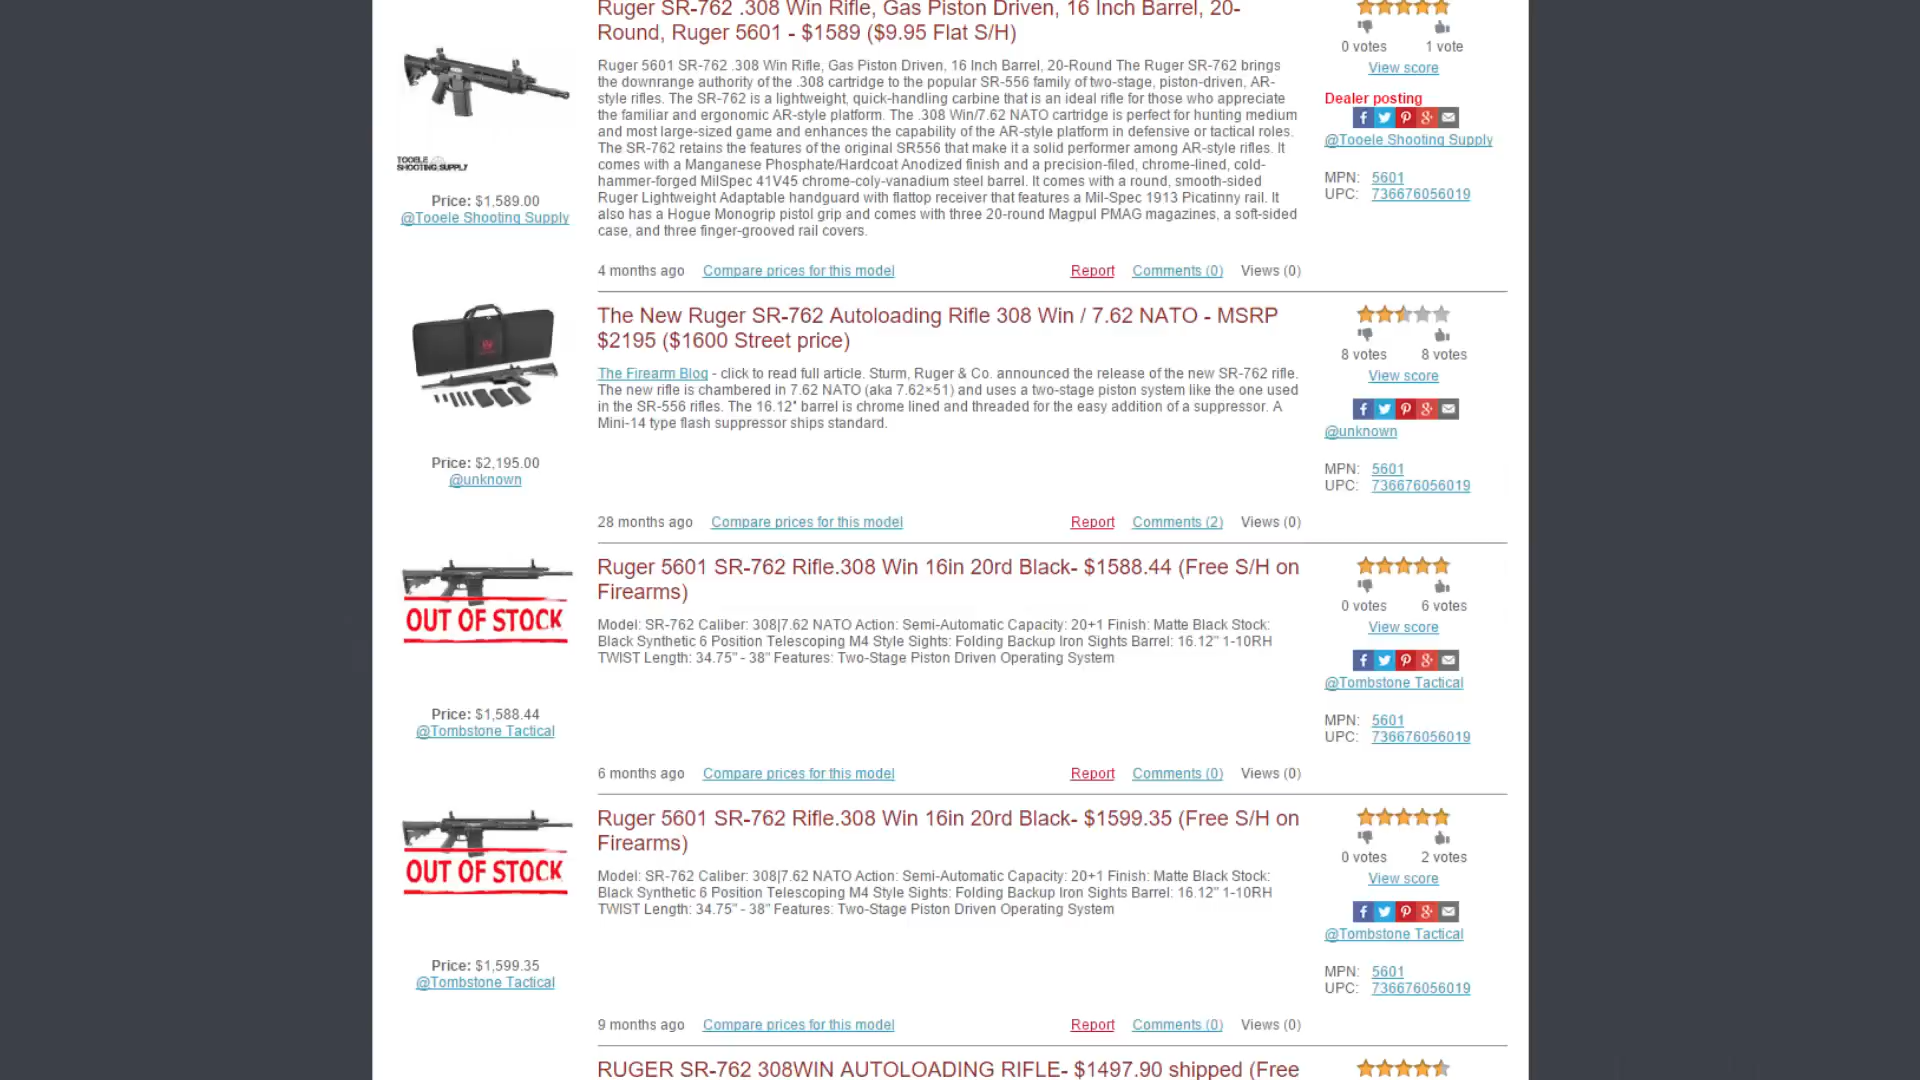 Ruger SR-762 .308 Win Rifle, Gas Piston Driven, 16 Inch Barrel, 20-
Round, Ruger 5601 - $1589 ($9.95 Flat S/H)
Ruger 5601 SR-762 .308 Win Rifle, Gas Piston Driven, 16 Inch Barrel, 20-Round The Ruger SR-762 brings
the downrange authority of the .308 cartridge to the popular SR-556 family of two-stage, piston-driven, AR-
style rifles. The SR-762 is a lightweight, quick-handling carbine that is an ideal rifle for those who appreciate
the familiar and ergonomic AR-style platform. The .308 Win/7.62 NATO cartridge is perfect for hunting medium
and most large-sized game and enhances the capability of the AR-style platform in defensive or tactical roles.
The SR-762 retains the features of the original SR556 that make it a solid performer among AR-style rifles. It
comes with a Manganese Phosphate/Hardcoat Anodized finish and a precision-filed, chrome-lined, cold-
hammer-forged MilSpec 41V45 chrome-coly-vanadium steel barrel. It comes with a round, smooth-sided
Ruger Lightweight Adaptable handguard with flattop receiver that features a Mil-Spec 1913 Picatinny rail. It
also has a Hogue Monogrip pistol grip and comes with three 20-round Magpul PMAG magazines, a soft-sided
case, and three finger-grooved rail covers.
TOOELE
SHOOTING SUPPLY
Price: $1,589.00
@Tooele Shooting Supply
4 months ago Compare prices for this model Report Comments (0) Views (0)
0 votes 1 vote
View score
Dealer posting
@Tooele Shooting Supply
MPN: 5601
UPC: 736676056019
The New Ruger SR-762 Autoloading Rifle 308 Win / 7.62 NATO - MSRP
$2195 ($1600 Street price)
The Firearm Blog - click to read full article. Sturm, Ruger & Co. announced the release of the new SR-762 rifle.
The new rifle is chambered in 7.62 NATO (aka 7.62×51) and uses a two-stage piston system like the one used
in the SR-556 rifles. The 16.12″ barrel is chrome lined and threaded for the easy addition of a suppressor. A
Mini-14 type flash suppressor ships standard.
Price: $2,195.00
@unknown
28 months ago Compare prices for this model Report Comments (2) Views (0)
8 votes 8 votes
View score
@unknown
MPN: 5601
UPC: 736676056019
Ruger 5601 SR-762 Rifle.308 Win 16in 20rd Black- $1588.44 (Free S/H on
Firearms)
Model: SR-762 Caliber: 308|7.62 NATO Action: Semi-Automatic Capacity: 20+1 Finish: Matte Black Stock:
Black Synthetic 6 Position Telescoping M4 Style Sights: Folding Backup Iron Sights Barrel: 16.12" 1-10RH
TWIST Length: 34.75" - 38" Features: Two-Stage Piston Driven Operating System
OUT OF STOCK
Price: $1,588.44
@Tombstone Tactical
6 months ago Compare prices for this model Report Comments (0) Views (0)
0 votes 6 votes
View score
@Tombstone Tactical
MPN: 5601
UPC: 736676056019
Ruger 5601 SR-762 Rifle.308 Win 16in 20rd Black- $1599.35 (Free S/H on
Firearms)
Model: SR-762 Caliber: 308|7.62 NATO Action: Semi-Automatic Capacity: 20+1 Finish: Matte Black Stock:
Black Synthetic 6 Position Telescoping M4 Style Sights: Folding Backup Iron Sights Barrel: 16.12" 1-10RH
TWIST Length: 34.75" - 38" Features: Two-Stage Piston Driven Operating System
OUT OF STOCK
Price: $1,599.35
@Tombstone Tactical
9 months ago Compare prices for this model Report Comments (0) Views (0)
0 votes 2 votes
View score
@Tombstone Tactical
MPN: 5601
UPC: 736676056019
RUGER SR-762 308WIN AUTOLOADING RIFLE- $1497.90 shipped (Free